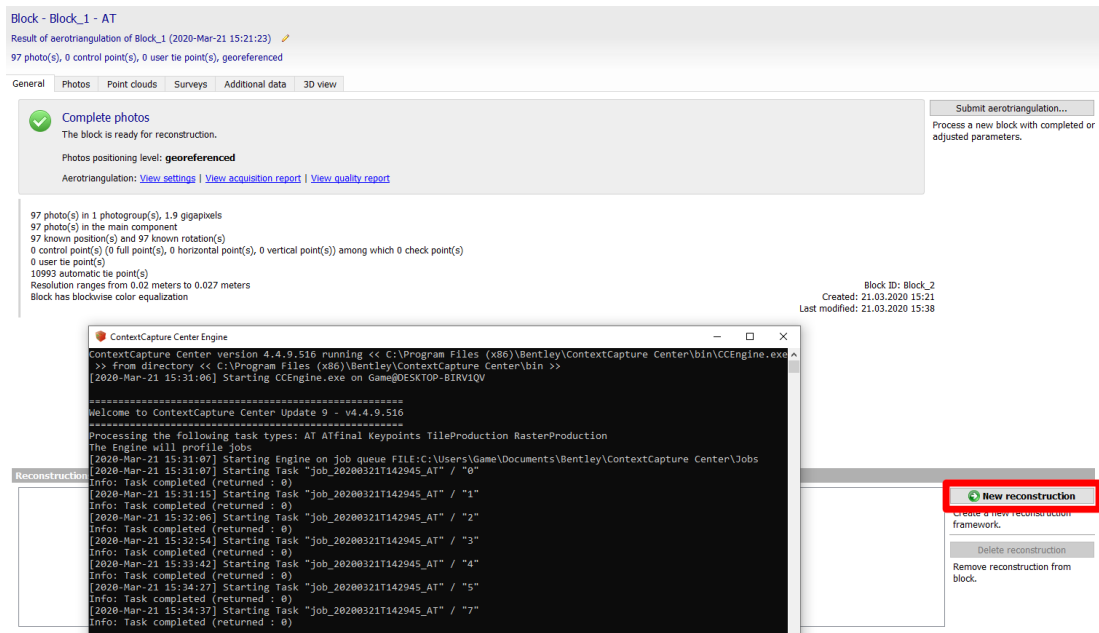 Block - Block_1 - AT
Result of aerotriangulation of Block_1 (2020-Mar-21 15:21:23)
97 photo(s), 0 control point(s), 0 user tie point(s), georeferenced
General Photos Point clouds Surveys Additional data 3D view
Complete photos
The block is ready for reconstruction.
Photos positioning level: georeferenced
Aerotriangulation: View settings | View acquisition report | View quality report
Submit aerotriangulation...
Process a new block with completed or
adjusted parameters.
97 photo(s) in 1 photogroup(s), 1.9 gigapixels
97 photo(s) in the main component
97 known position(s) and 97 known rotation(s)
0 control point(s) (0 full point(s), 0 horizontal point(s), 0 vertical point(s)) among which 0 check point(s)
0 user tie point(s)
10993 automatic tie point(s)
Resolution ranges from 0.02 meters to 0.027 meters
Block has blockwise color equalization
Block ID: Block_2
Created: 21.03.2020 15:21
Last modified: 21.03.2020 15:38
ContextCapture Center Engine
ContextCapture Center version 4.4.9.516 running << C:\Program Files (x86)\Bentley\ContextCapture Center\bin\CCEngine.exe
>> from directory << C:\Program Files (x86)\Bentley\ContextCapture Center\bin >>
[2020-Mar-21 15:31:06] Starting CCEngine.exe on Game@DESKTOP-BIRV1QV
=====================================================
Welcome to ContextCapture Center Update 9 - v4.4.9.516
=====================================================
Processing the following task types: AT ATfinal Keypoints TileProduction RasterProduction
The Engine will profile jobs
[2020-Mar-21 15:31:07] Starting Engine on job queue FILE:C:\Users\Game\Documents\Bentley\ContextCapture Center\Jobs
[2020-Mar-21 15:31:07] Starting Task "job_20200321T142945_AT" / "0"
Info: Task completed (returned : 0)
[2020-Mar-21 15:31:15] Starting Task "job_20200321T142945_AT" / "1"
Info: Task completed (returned : 0)
[2020-Mar-21 15:32:06] Starting Task "job_20200321T142945_AT" / "2"
Info: Task completed (returned : 0)
[2020-Mar-21 15:32:54] Starting Task "job_20200321T142945_AT" / "3"
Info: Task completed (returned : 0)
[2020-Mar-21 15:33:42] Starting Task "job_20200321T142945_AT" / "4"
Info: Task completed (returned : 0)
[2020-Mar-21 15:34:27] Starting Task "job_20200321T142945_AT" / "5"
Info: Task completed (returned : 0)
[2020-Mar-21 15:34:37] Starting Task "job_20200321T142945_AT" / "7"
Info: Task completed (returned : 0)
Reconstruction
New reconstruction
Create a new reconstruction
framework.
Delete reconstruction
Remove reconstruction from
block.